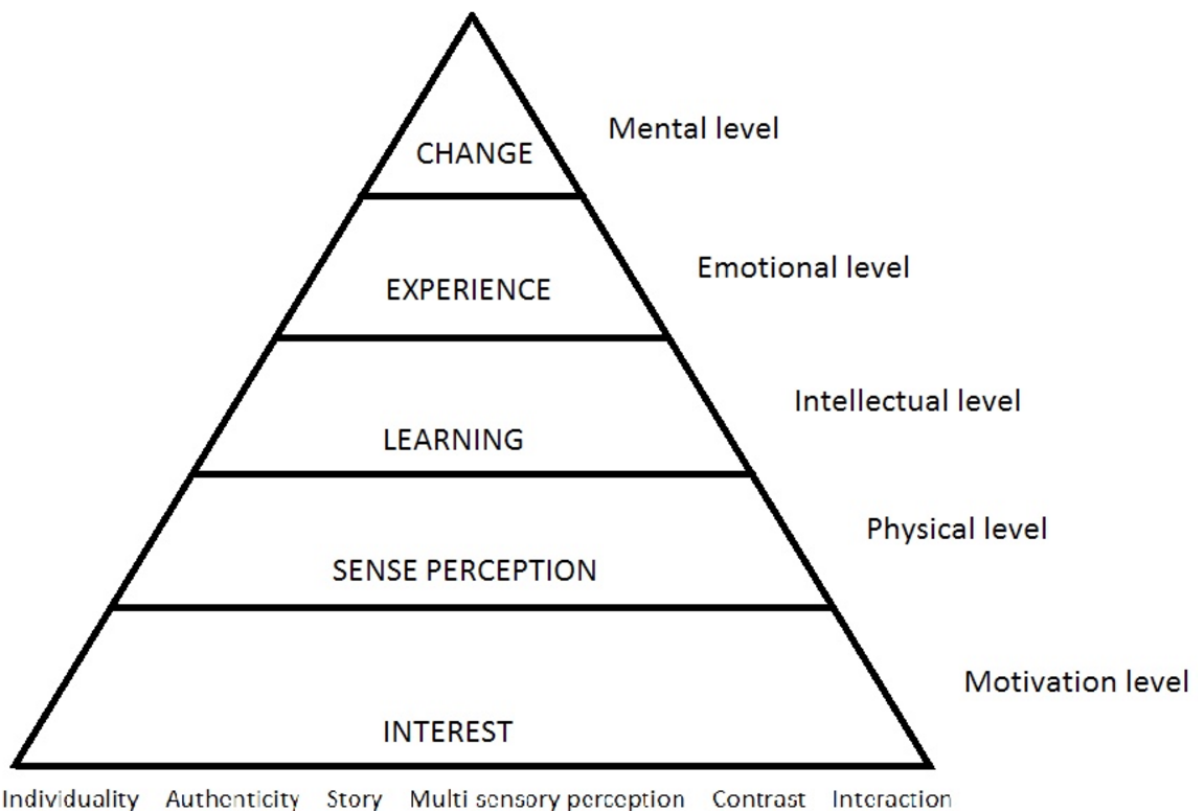 Mental level
CHANGE
Emotional level
EXPERIENCE
Intellectual level
LEARNING
Physical level
SENSE PERCEPTION
Motivation level
INTEREST
Individuality Authenticity Story Multi sensory perception Contrast Interaction